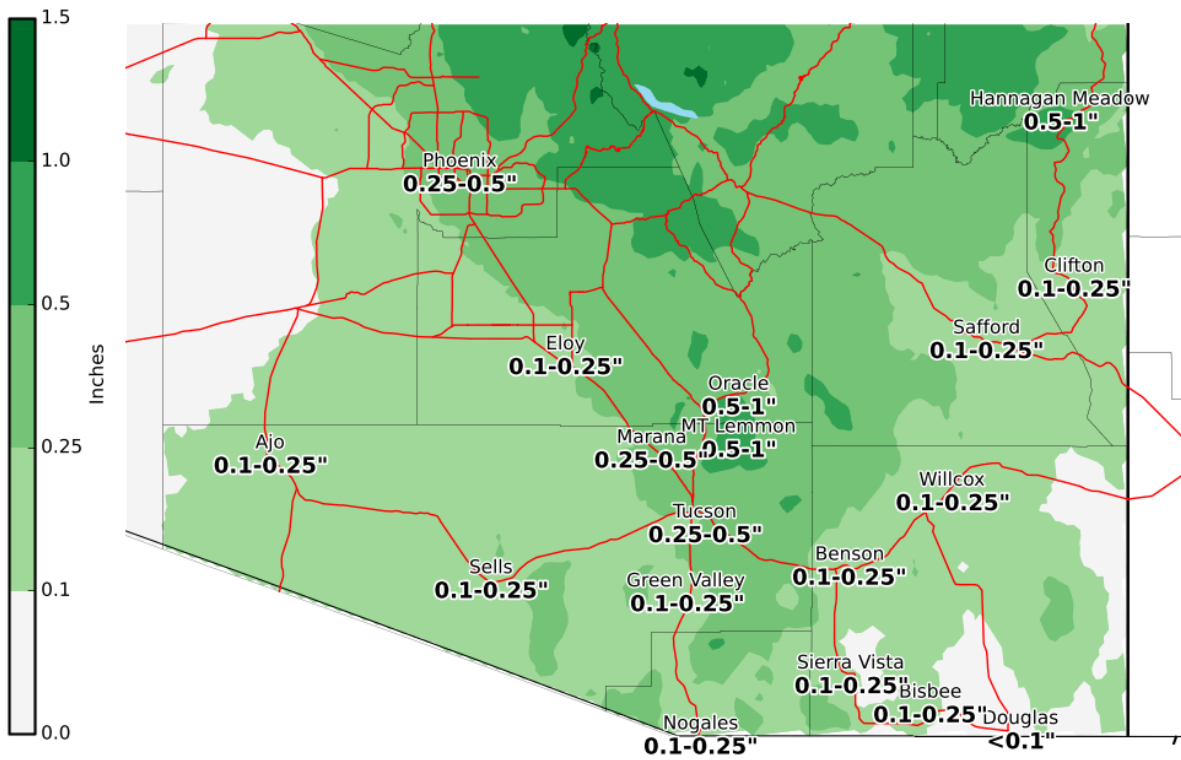 1.5
1.0
0.5
0.25
0.1
0.0
Inches
Hannagan Meadow
0.5-1"
Phoenix
0.25-0.5"
Clifton
0.1-0.25"
Safford
0.1-0.25"
Eloy
0.1-0.25"
Oracle
0.5-1"
MT Lemmon
0.5-1"
Marana
0.25-0.5"
Ajo
0.1-0.25"
Willcox
0.1-0.25"
Tucson
0.25-0.5"
Benson
0.1-0.25"
Sells
0.1-0.25"
Green Valley
0.1-0.25"
Sierra Vista
0.1-0.25"
Bisbee
0.1-0.25"
Douglas
<0.1"
Nogales
0.1-0.25"